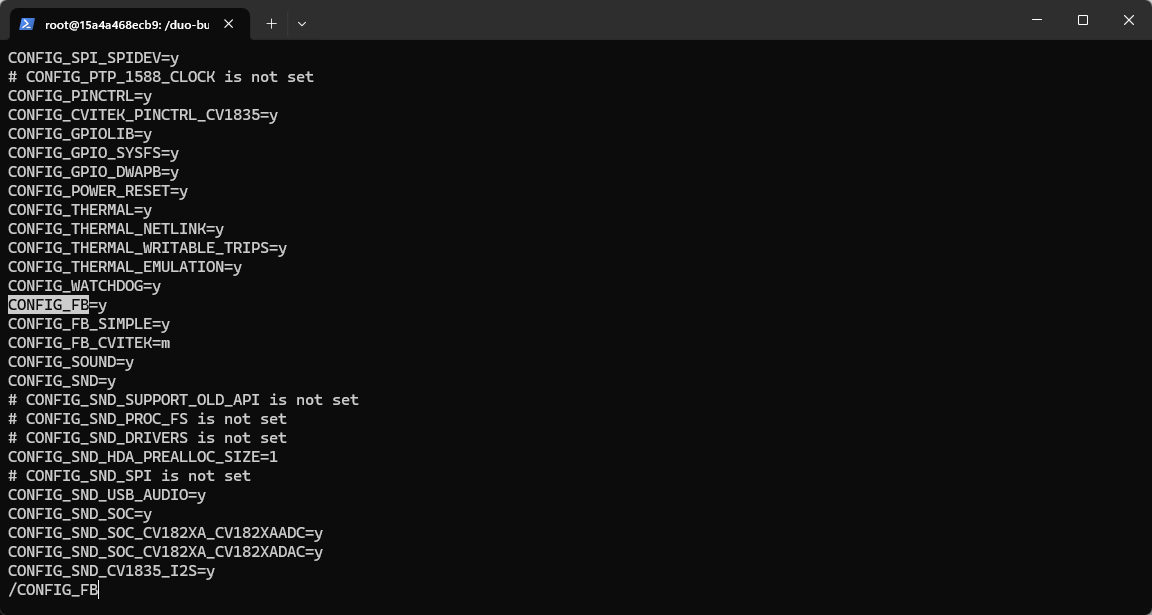 root@15a4a468ecb9: /duo-bu
CONFIG_SPI_SPIDEV=y
# CONFIG_PTP_1588_CLOCK is not set
CONFIG_PINCTRL=y
CONFIG_CVITEK_PINCTRL_CV1835=y
CONFIG_GPIOLIB=y
CONFIG_GPIO_SYSFS=y
CONFIG_GPIO_DWAPB=y
CONFIG_POWER_RESET=y
CONFIG_THERMAL=y
CONFIG_THERMAL_NETLINK=y
CONFIG_THERMAL_WRITABLE_TRIPS=y
CONFIG_THERMAL_EMULATION=y
CONFIG_WATCHDOG=y
CONFIG_FB=y
CONFIG_FB_SIMPLE=y
CONFIG_FB_CVITEK=m
CONFIG_SOUND=y
CONFIG_SND=y
# CONFIG_SND_SUPPORT_OLD_API is not set
# CONFIG_SND_PROC_FS is not set
# CONFIG_SND_DRIVERS is not set
CONFIG_SND_HDA_PREALLOC_SIZE=1
# CONFIG_SND_SPI is not set
CONFIG_SND_USB_AUDIO=y
CONFIG_SND_SOC=y
CONFIG_SND_SOC_CV182XA_CV182XAADC=y
CONFIG_SND_SOC_CV182XA_CV182XADAC=y
CONFIG_SND_CV1835_I2S=y
/CONFIG_FB